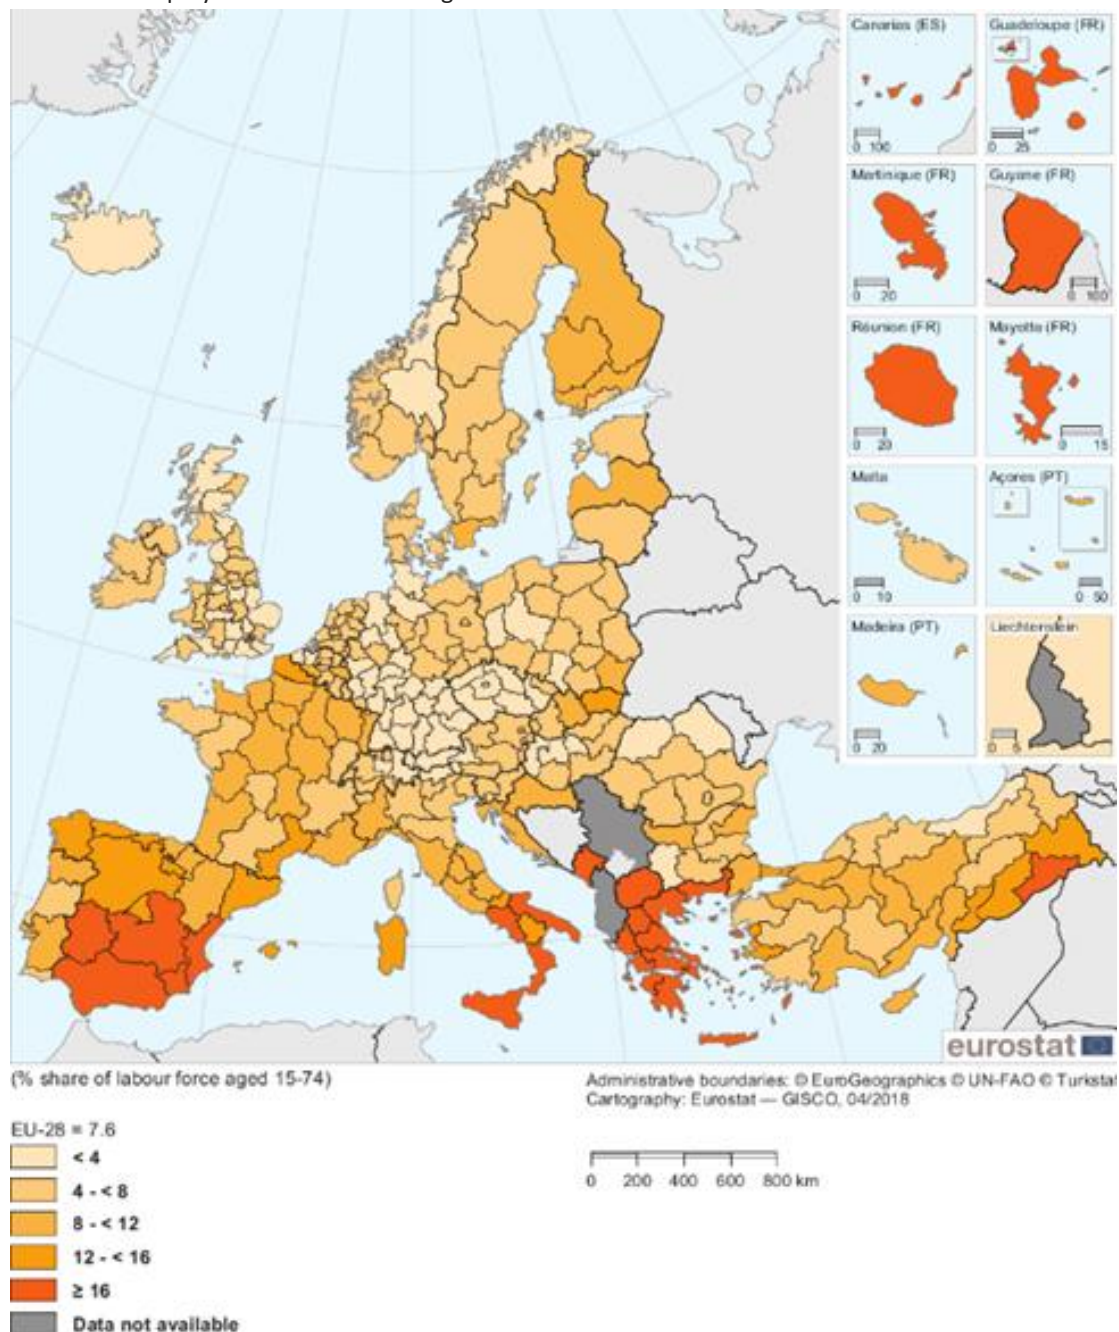 Canarias (ES)
0 100
Guadeloupe (FR)
0 25
Martinique (FR)
0 20
Guyane (FR)
0 100
Réunion (FR)
0 20
Mayotte (FR)
0 15
Malta
0 10
Açores (PT)
0 50
Madeira (PT)
0 20
Liechtenstein
0 5
eurostat
(% share of labour force aged 15-74)
Administrative boundaries: © EuroGeographics © UN-FAO © Turkstat
Cartography: Eurostat — GISCO, 04/2018
EU-28 = 7.6
< 4
4 - < 8
8 - < 12
12 - < 16
≥ 16
Data not available
0 200 400 600 800 km